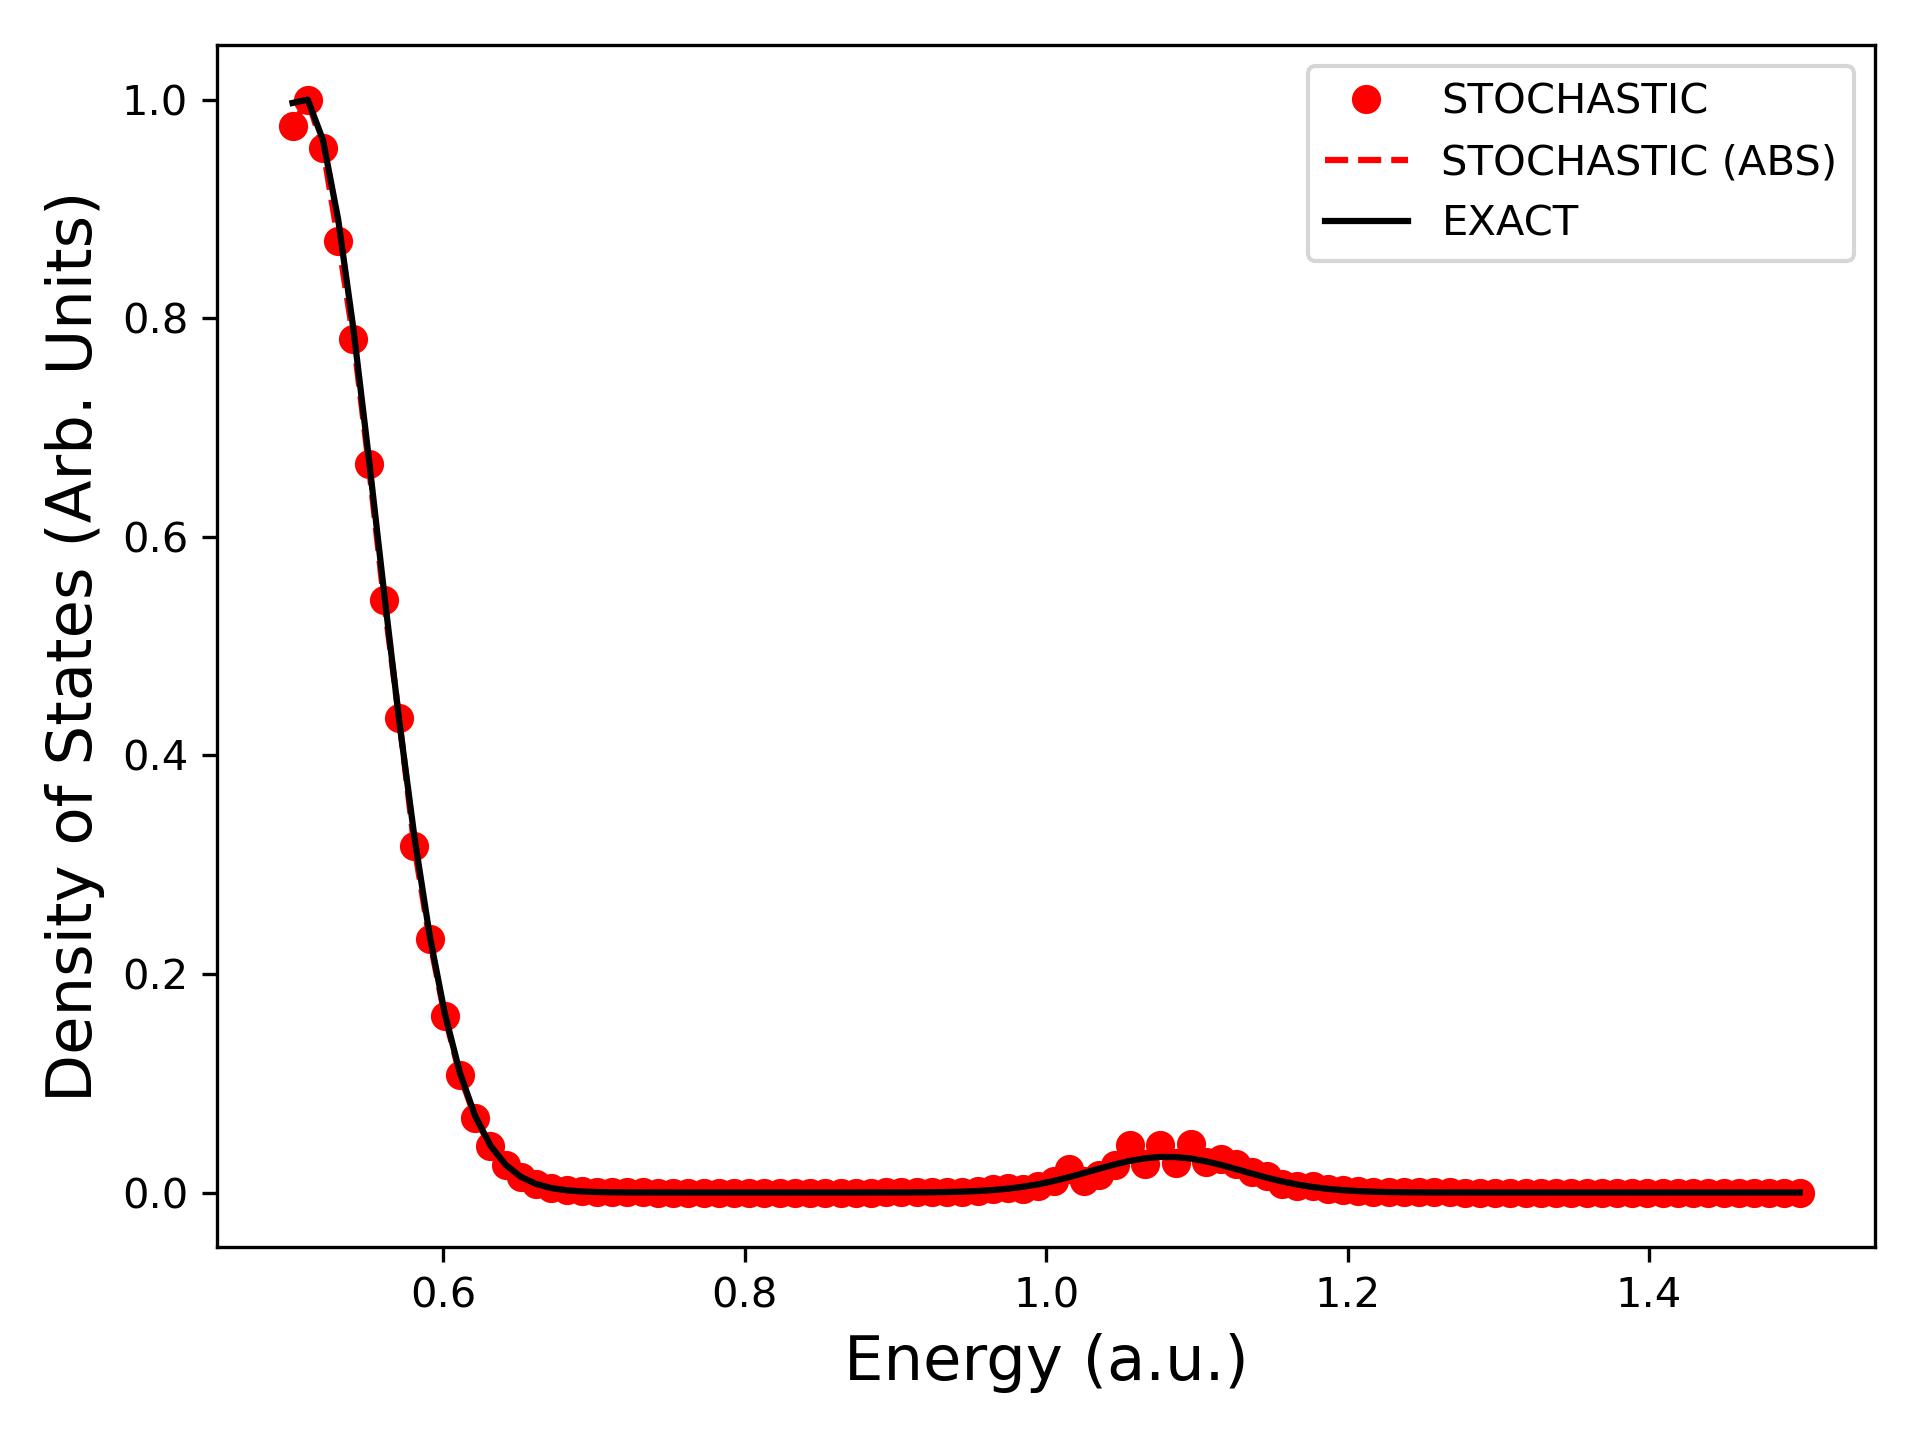 STOCHASTIC
STOCHASTIC (ABS)
EXACT
Density of States (Arb. Units)
1.0
0.8
0.6
0.4
0.2
0.0
0.6 0.8 1.0 1.2 1.4
Energy (a.u.)